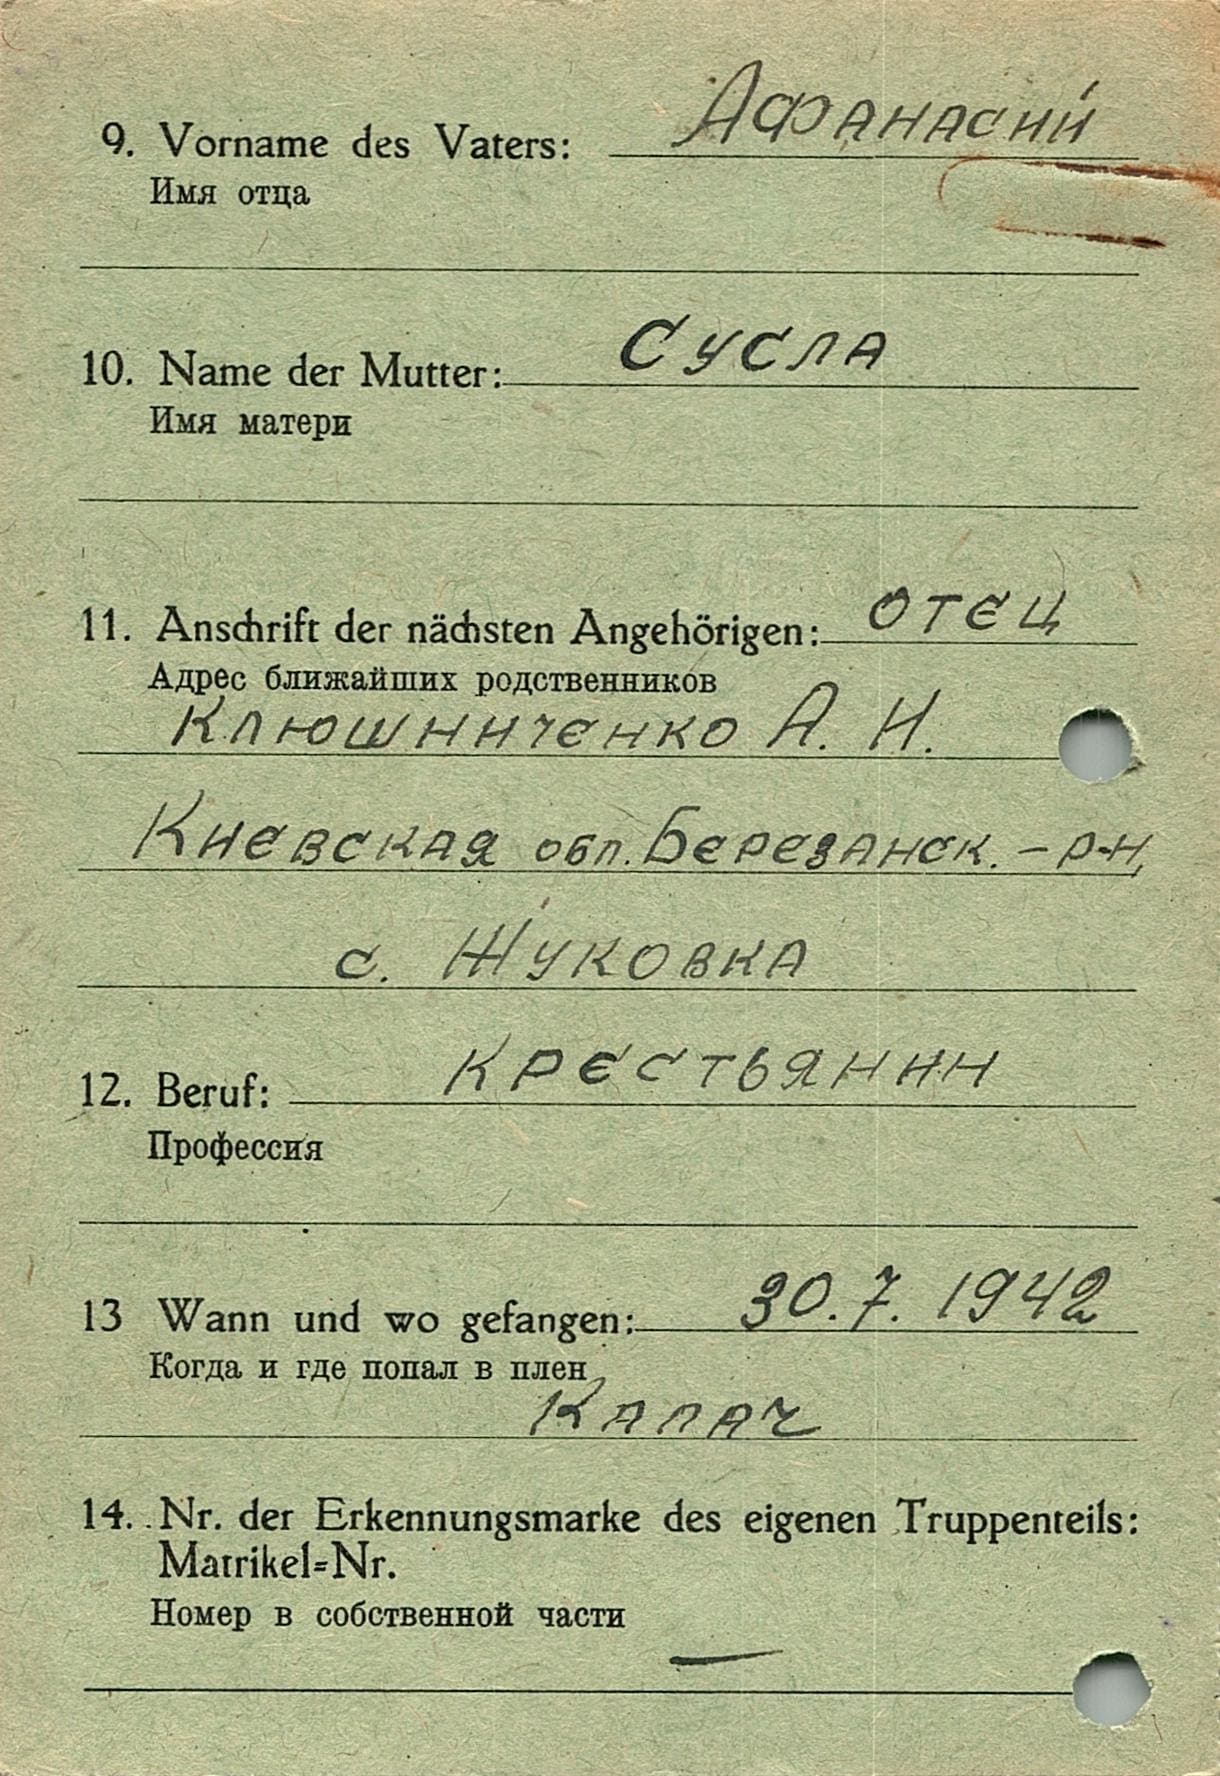 9. Vorname des Vaters: Афанасий
Имя отца
10. Name der Mutter: Сусла
Имя матери
11. Anschrift der nächsten Angehörigen: отец
Адрес ближайших родственников
Клюшниченко А. И.
Киевская обл. Березанск. - р-н,
с. Жуковка
12. Beruf: крестьянин
Профессия
13 Wann und wo gefangen: 30.7.1942
Когда и где попал в плен
Калач
14. Nr. der Erkennungsmarke des eigenen Truppenteils:
Matrikel=Nr.
Номер в собственной части
—